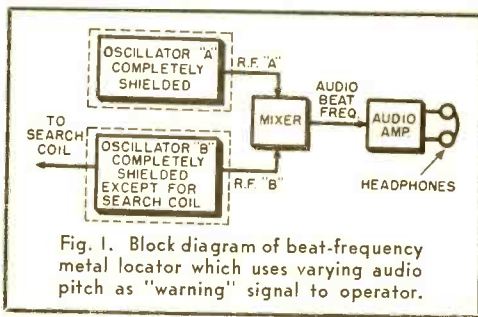 OSCILLATOR "A"
COMPLETELY
SHIELDED
R.F. "A"
TO
SEARCH
COIL
OSCILLATOR "B"
COMPLETELY
SHIELDED
EXCEPT FOR
SEARCH COIL
R.F. "B"
MIXER
AUDIO
BEAT
FREQ.
AUDIO
AMP.
HEADPHONES
Fig. 1. Block diagram of beat-frequency
metal locator which uses varying audio
pitch as "warning" signal to operator.